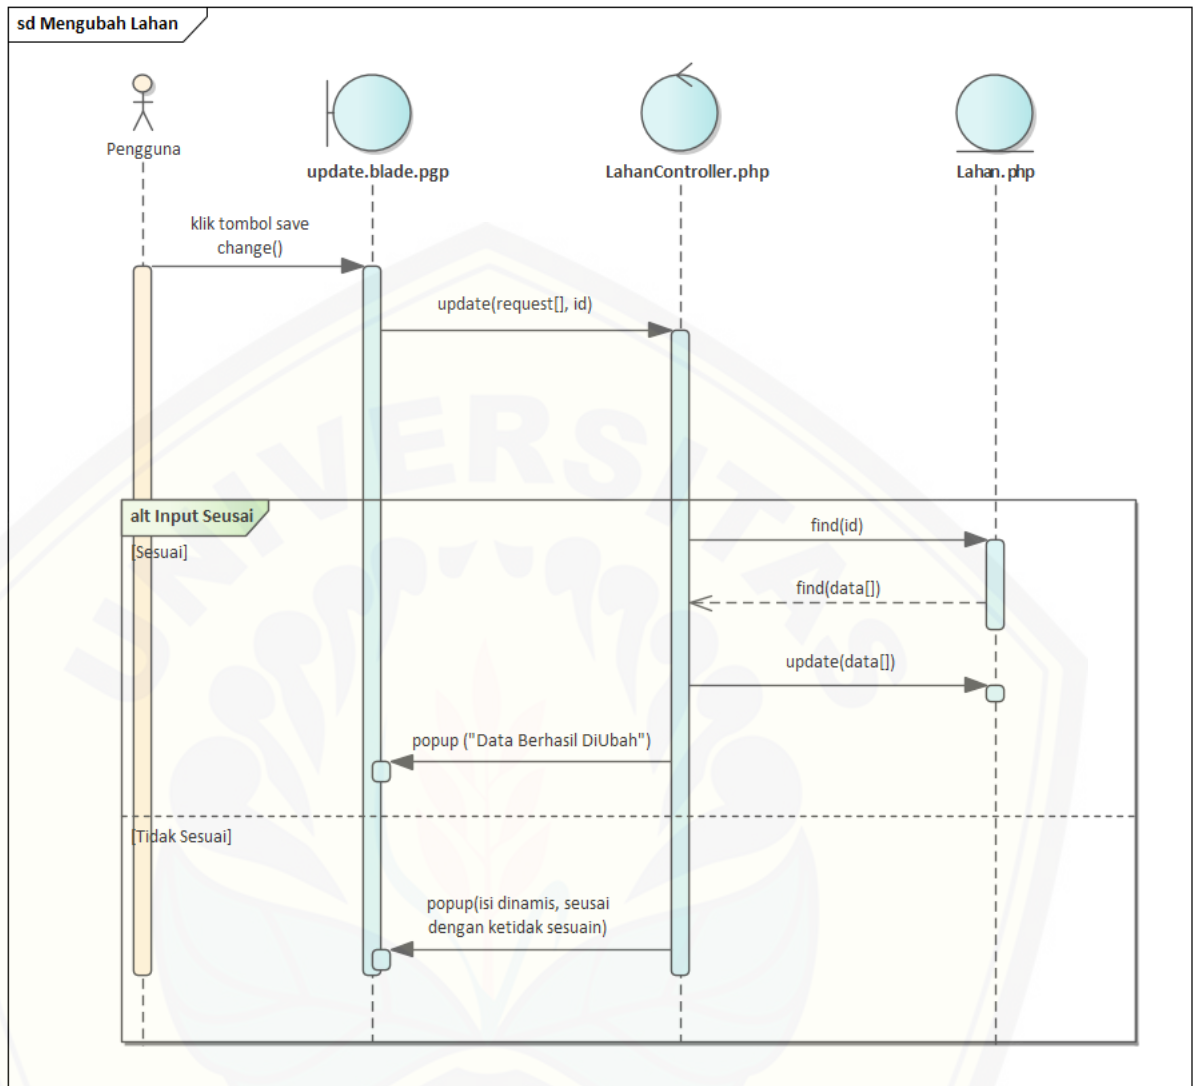 sd Mengubah Lahan
Pengguna
update.blade.pgp
LahanController.php
Lahan.php
klik tombol save
change()
update(request[], id)
UNIVERSITAS
alt Input Seusai
[Sesuai]
find(id)
find(data[])
update(data[])
popup ("Data Berhasil DiUbah")
[Tidak Sesuai]
popup(isi dinamis, seusai
dengan ketidak sesuain)